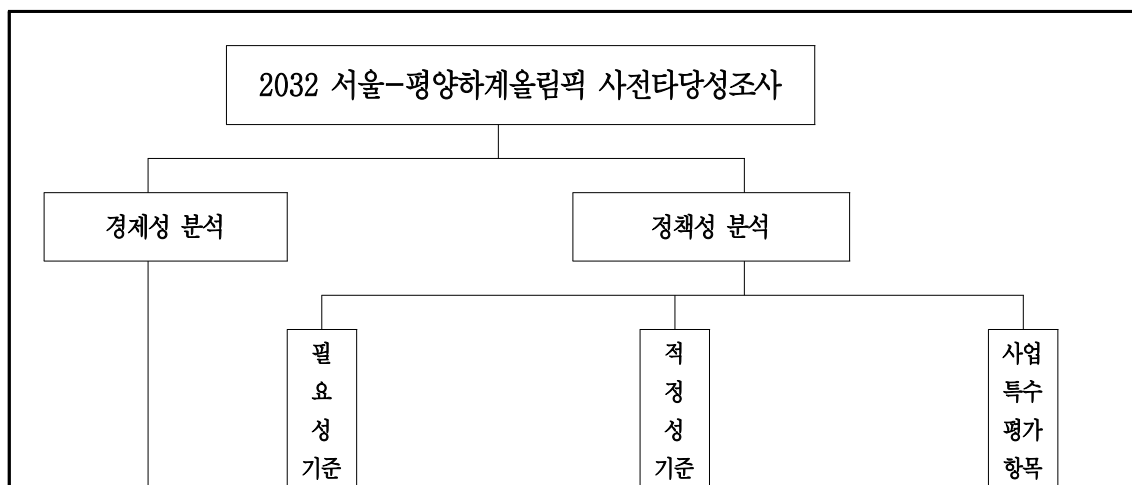 2032 서울-평양하계올림픽 사전타당성조사
경제성 분석
정책성 분석
필
요
성
기준
적
정
성
기준
사업
특수
평가
항목